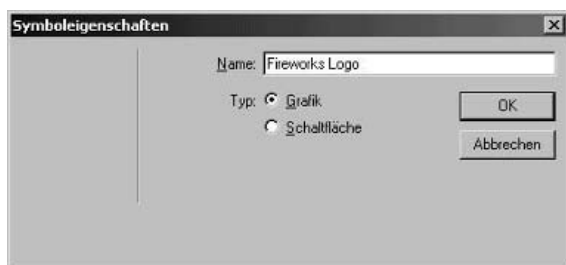 Symboleigenschaften
Name: Fireworks Logo
Typ: Grafik
OK
Schaltfläche
Abbrechen